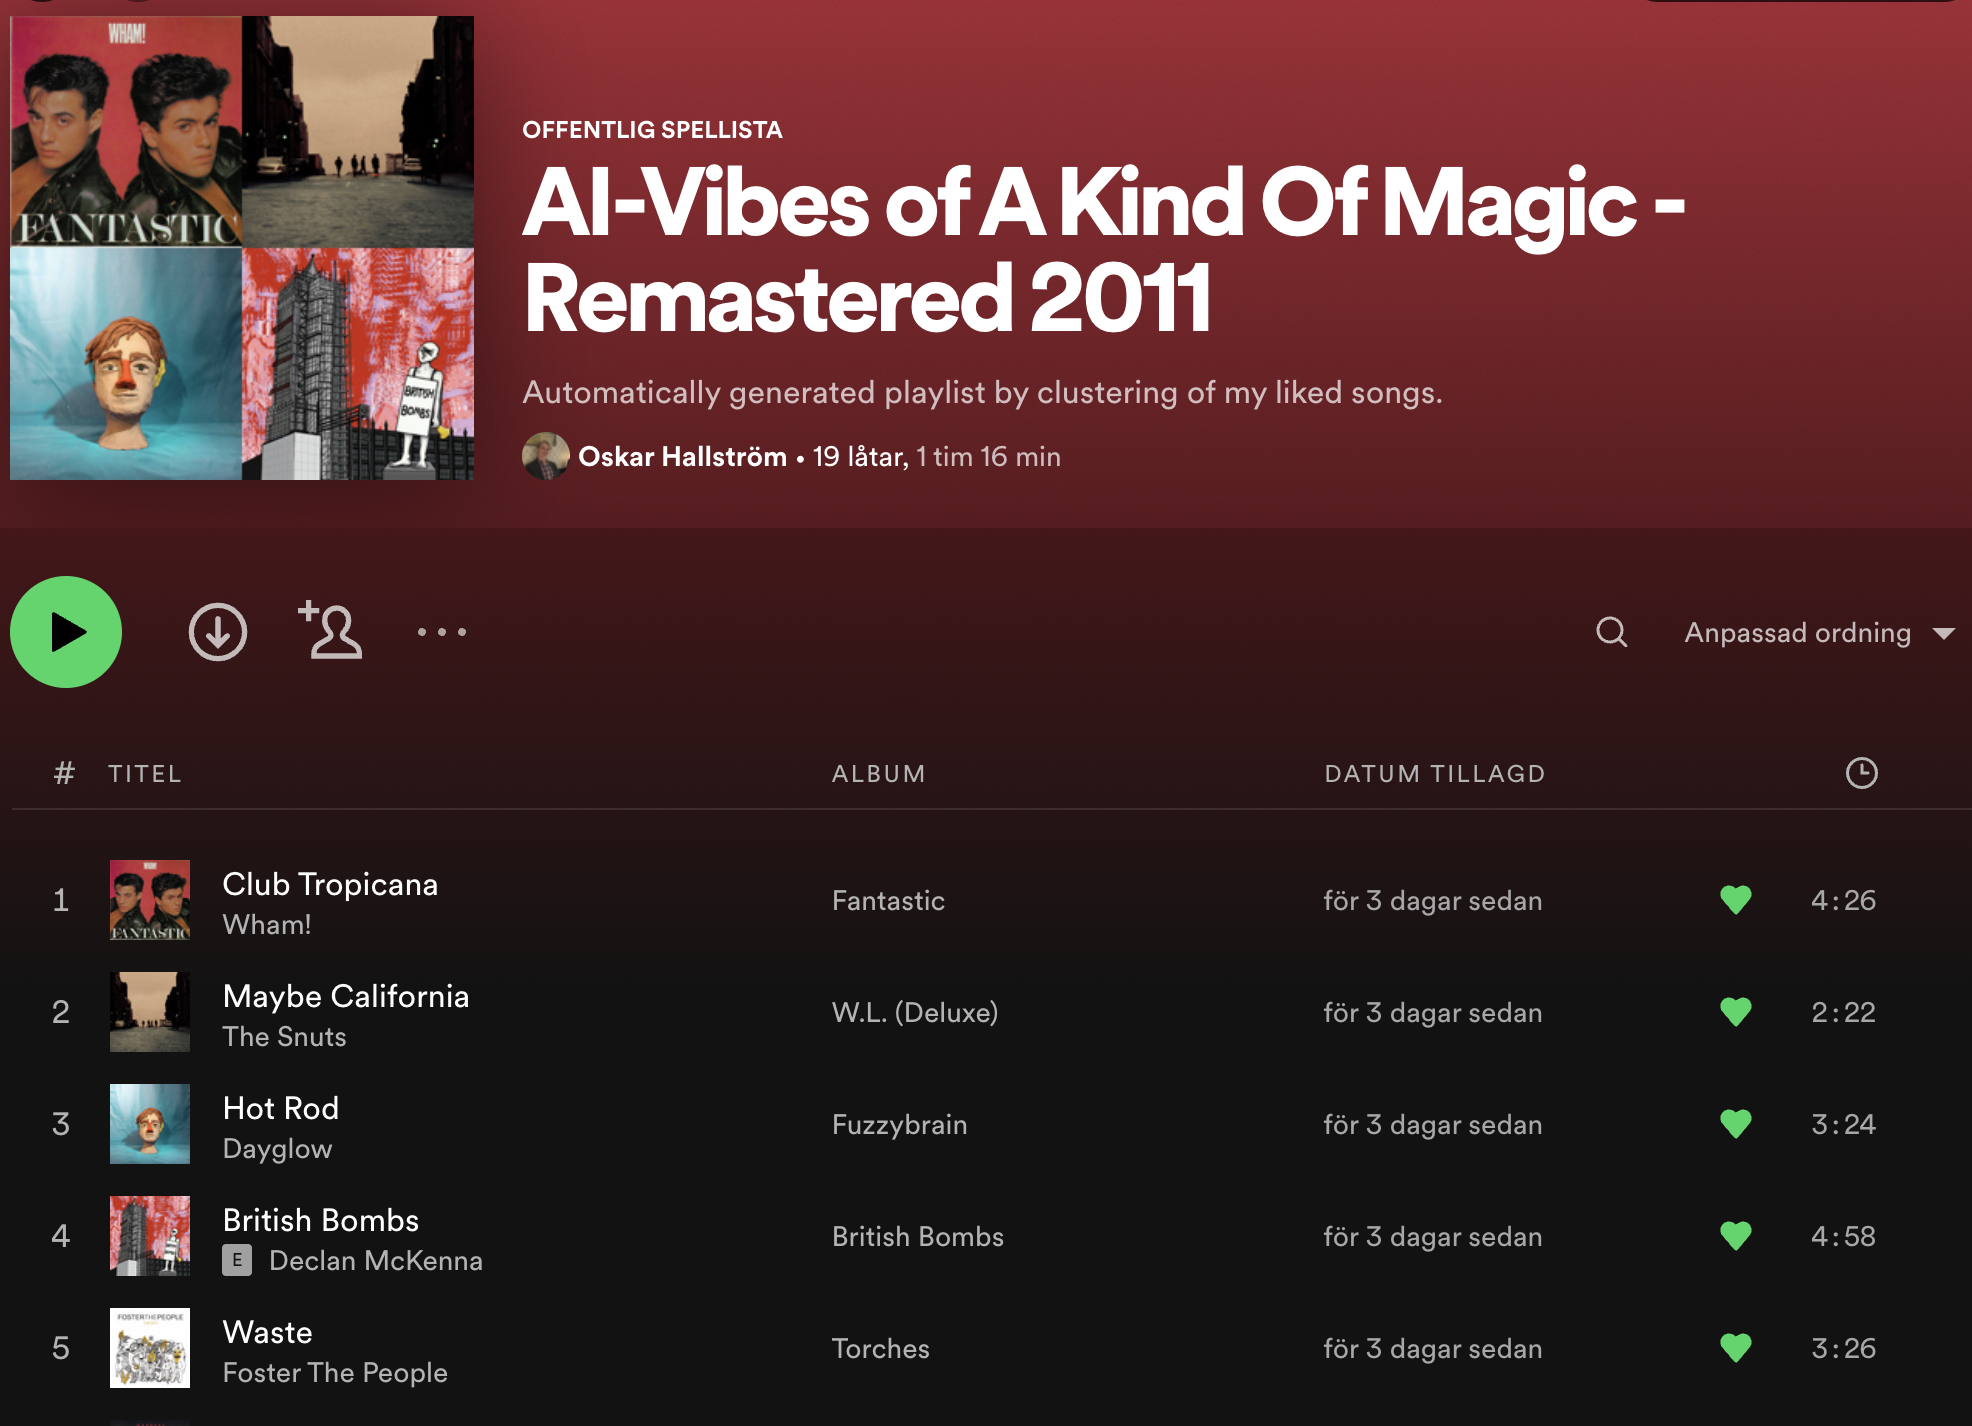 WHAM!
FANTASTIC
BRITISH
BOMBS
OFFENTLIG SPELLISTA
AI-Vibes of A Kind Of Magic -
Remastered 2011
Automatically generated playlist by clustering of my liked songs.
Oskar Hallström • 19 låtar, 1 tim 16 min
Anpassad ordning
# TITEL ALBUM DATUM TILLAGD
1 Club Tropicana Fantastic för 3 dagar sedan 4:26
WHAM!
FANTASTIC
Wham!
2 Maybe California W.L. (Deluxe) för 3 dagar sedan 2:22
The Snuts
3 Hot Rod Fuzzybrain för 3 dagar sedan 3:24
Dayglow
4 British Bombs British Bombs för 3 dagar sedan 4:58
E Declan McKenna
5 Waste Torches för 3 dagar sedan 3:26
FOSTER THE PEOPLE
Foster The People